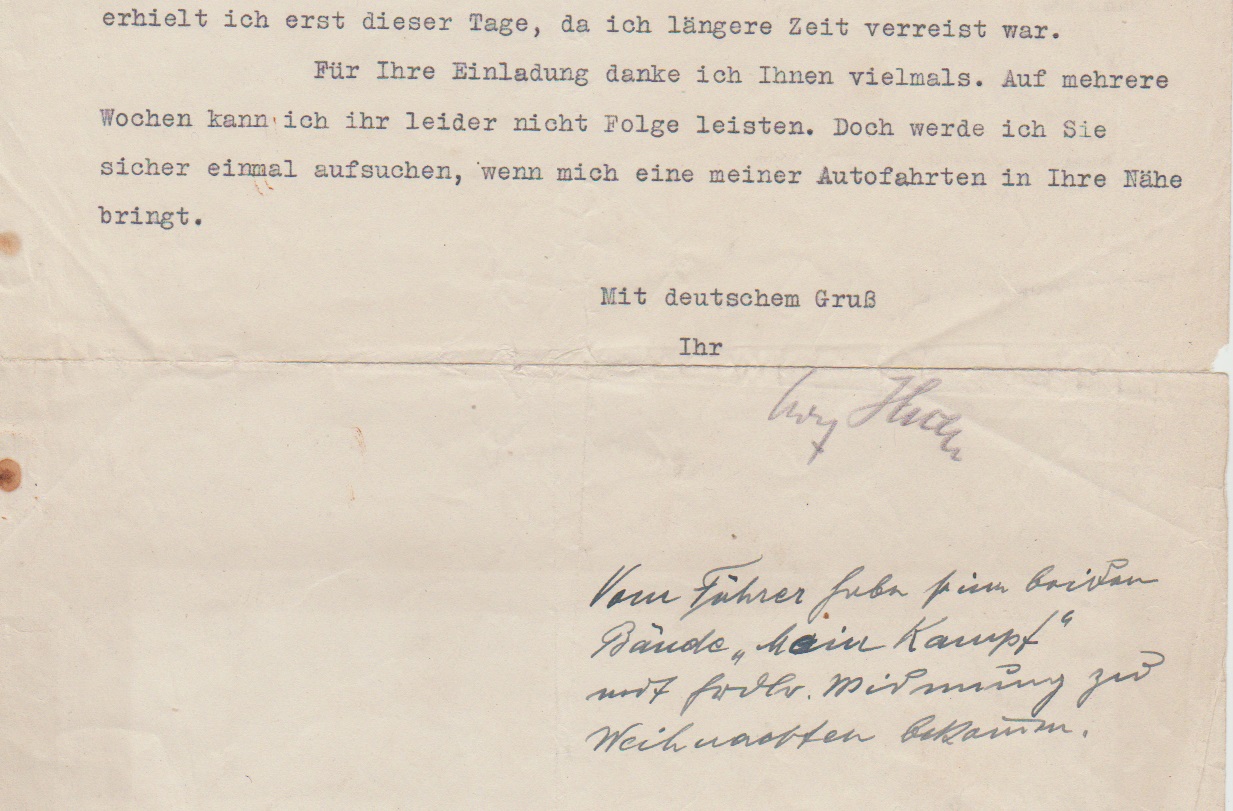 erhielt ich erst dieser Tage, da ich längere Zeit verreist war.
Für Ihre Einladung danke ich Ihnen vielmals. Auf mehrere
Wochen kann ich ihr leider nicht Folge leisten. Doch werde ich Sie
sicher einmal aufsuchen, wenn mich eine meiner Autofahrten in Ihre Nähe
bringt.
Mit deutschem Gruß
Ihr
Vom Führer habe seine beiden
Bände „Mein Kampf“
mit frdlr. Widmung zu
Weihnachten bekomm.